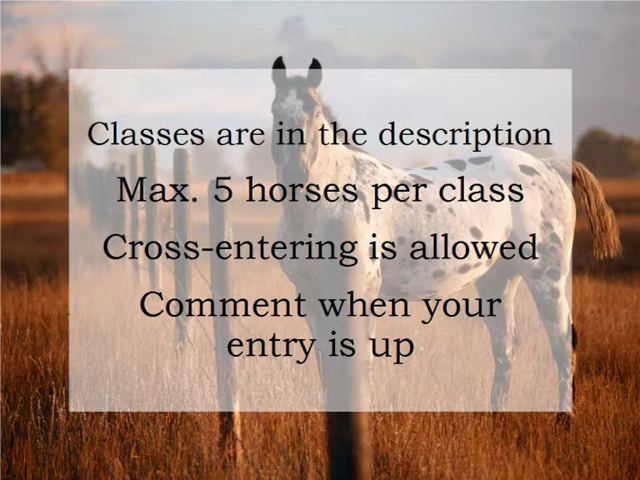 Classes are in the description
Max. 5 horses per class
Cross-entering is allowed
Comment when your
entry is up